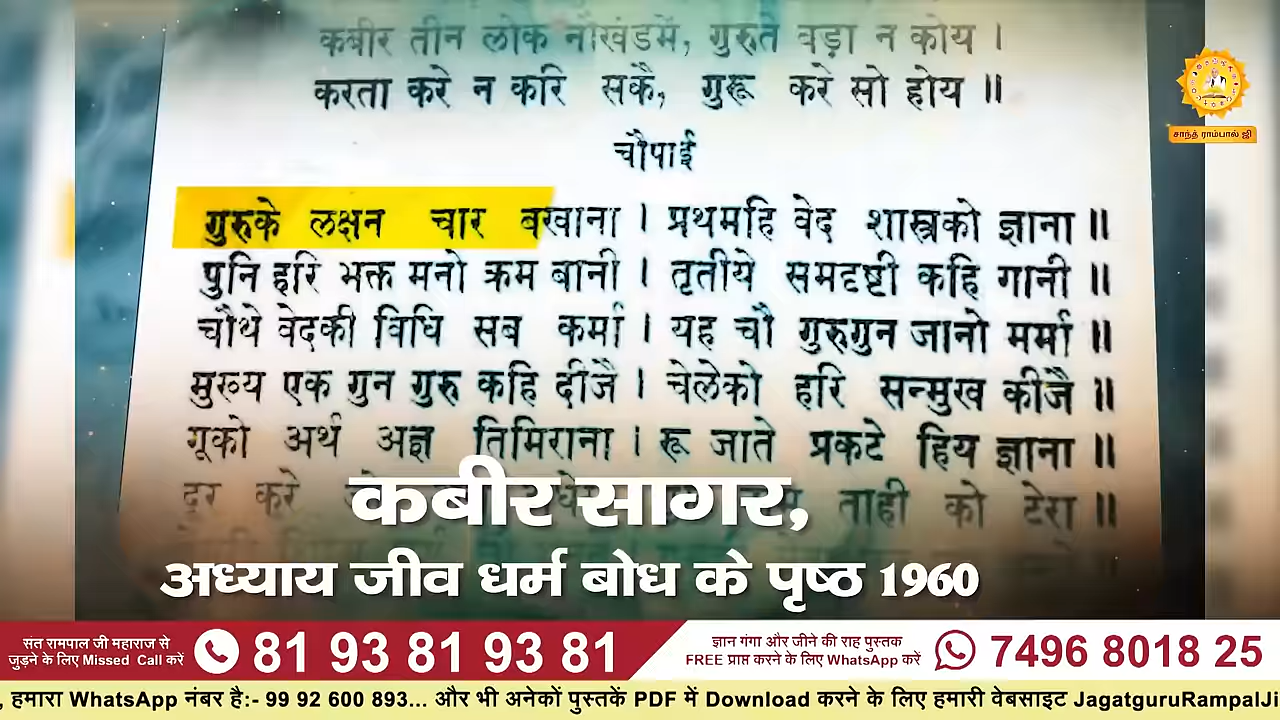 कबीर तीन लोक नौखंडमें, गुरुते बड़ा न कोय ।
करता करे न करि सकै, गुरू करे सो होय ॥
सान्त रामपाल जी
चौपाई
गुरुके लक्षन चार बखाना । प्रथमहि वेद शास्त्रको ज्ञाना ॥
पुनि हरि भक्त मनो क्रम बानी । तृतीये समदृष्टी कहि गानी ॥
चौथे वेदकी विधि सब कर्मा । यह चौ गुरुगुन जानो मर्मा ॥
मुख्य एक गुन गुरु कहि दीजै । चेलेको हरि सन्मुख कीजै ॥
गूको अर्थ अज्ञ तिमिराना । रू जाते प्रकटे हिय ज्ञाना ॥
दूर करे ताही को टेरा ॥
कबीर सागर,
अध्याय जीव धर्म बोध के पृष्ठ 1960
संत रामपाल जी महाराज से
जुड़ने के लिए Missed Call करें
81 93 81 93 81
ज्ञान गंगा और जीने की राह पुस्तक
FREE प्राप्त करने के लिए WhatsApp करें
7496 8018 25
, हमारा WhatsApp नंबर है:- 99 92 600 893... और भी अनेकों पुस्तकें PDF में Download करने के लिए हमारी वेबसाइट JagatguruRampalJi